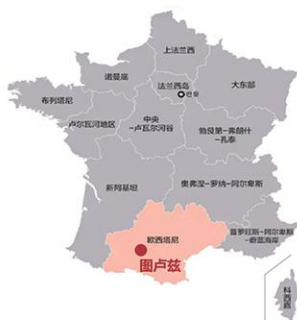 上法兰西
诺曼底
法兰西岛
巴黎
大东部
布列塔尼
卢尔瓦河地区
中央
-卢瓦尔河谷
勃艮第-弗朗什
-孔泰
新阿基坦
奥弗涅-罗纳-阿尔卑斯
欧西塔尼
普罗旺斯-阿尔卑斯
-蔚蓝海岸
图卢兹
科西嘉